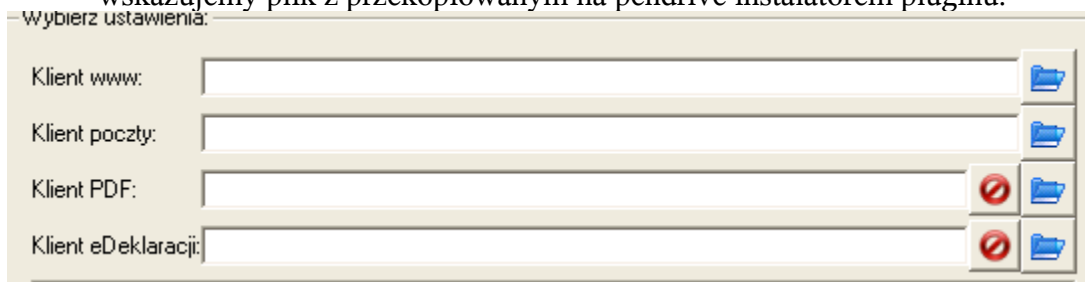 wskazujemy plik z przekopiowanym na pendrive instalatorem pluginu.
Wybierz ustawienia:
Klient www:
Klient poczty:
Klient PDF:
Klient eDeklaracji: